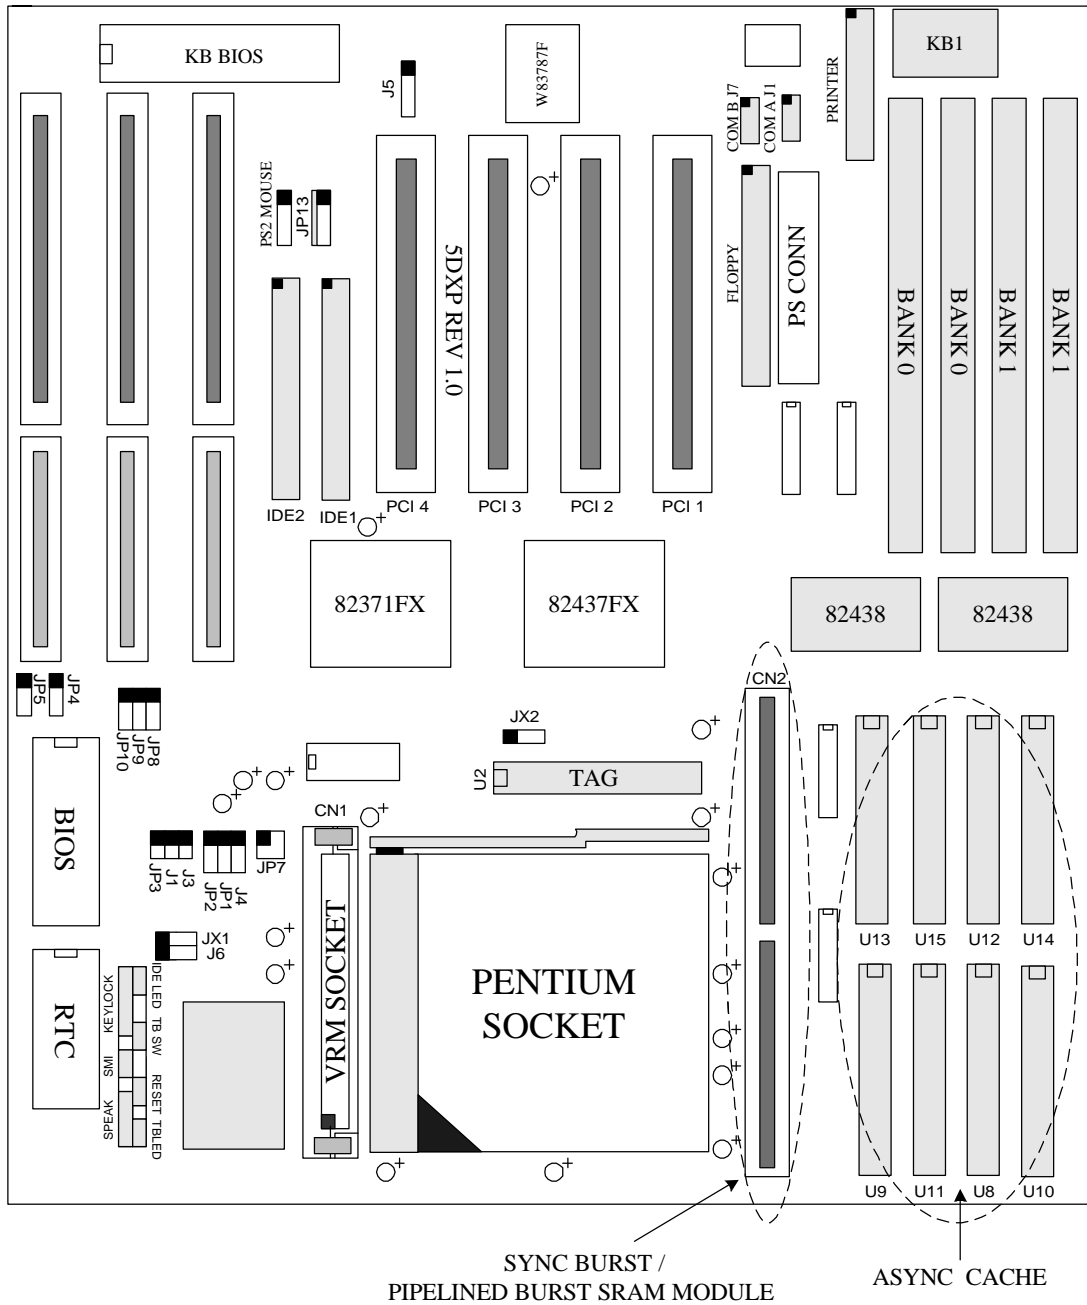 KB BIOS
J5
W83787F
COM B J7
COM A J1
PRINTER
KB1
PS2 MOUSE
JP13
5DXP REV 1.0
FLOPPY
PS CONN
BANK 0
BANK 0
BANK 1
BANK 1
IDE2
IDE1
PCI 4
PCI 3
PCI 2
PCI 1
82371FX
82437FX
82438
82438
JP5
JP4
JP10
JP9
JP8
JX2
CN2
U2
TAG
BIOS
CN1
JP3
J1
J3
JP2
JP1
J4
JP7
JX1
J6
VRM SOCKET
PENTIUM
SOCKET
U13
U15
U12
U14
RTC
KEYLOCK
SMI
SPEAK
IDE LED
TB SW
RESET
TBLED
U9
U11
U8
U10
SYNC BURST /
PIPELINED BURST SRAM MODULE
ASYNC CACHE